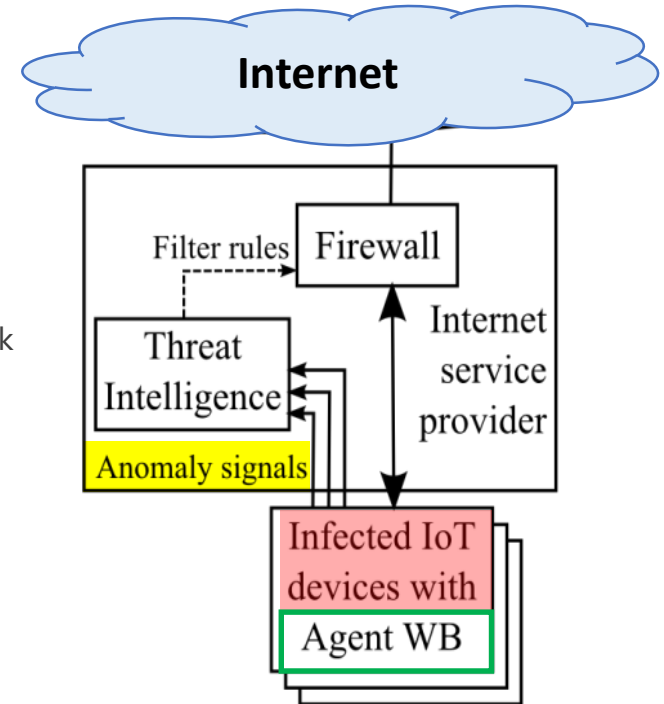 Internet
Filter rules
Firewall
Threat
Intelligence
Internet
service
provider
Anomaly signals
Infected IoT
devices with
Agent WB